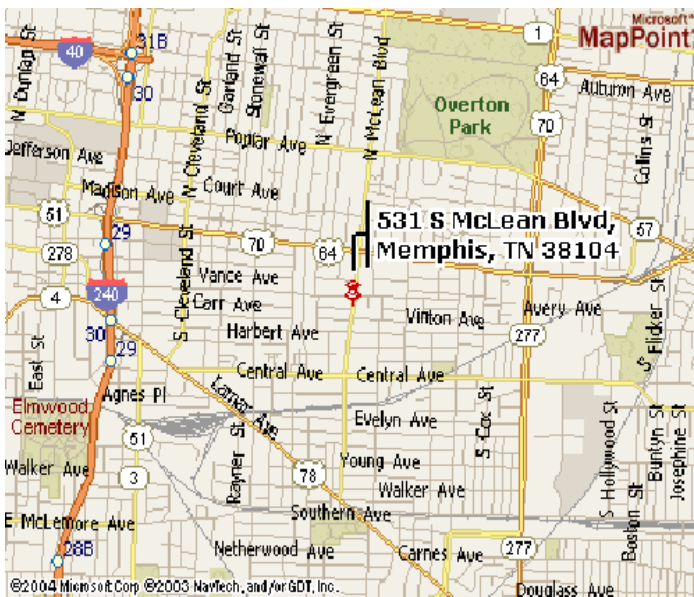 Microsoft
MapPoint
40
31B
30
1
64
70
N Dunlap St
N Cleveland St
Garland St
Stonewall St
N Evergreen St
N McLean Blvd
Overton
Park
Autumn Ave
Collins St
Poplar Ave
Jefferson Ave
Madison Ave
Court Ave
51
278
29
70
64
57
531 S McLean Blvd,
Memphis, TN 38104
4
240
Vance Ave
Carr Ave
S Cleveland St
Harbert Ave
Vinton Ave
Avery Ave
277
S Flicker St
30
29
East St
Central Ave
Central Ave
Agnes Pl
Lamar Ave
Elmwood
Cemetery
51
Evelyn Ave
S Cox St
S Hollywood St
Buntyn St
Josephine St
Walker Ave
3
Rayner St
78
Young Ave
Walker Ave
Southern Ave
E McLemore Ave
Boston St
28B
Netherwood Ave
Carnes Ave
277
Douglass Ave
©2004 Microsoft Corp ©2003 NavTech, and/or GDT, Inc.